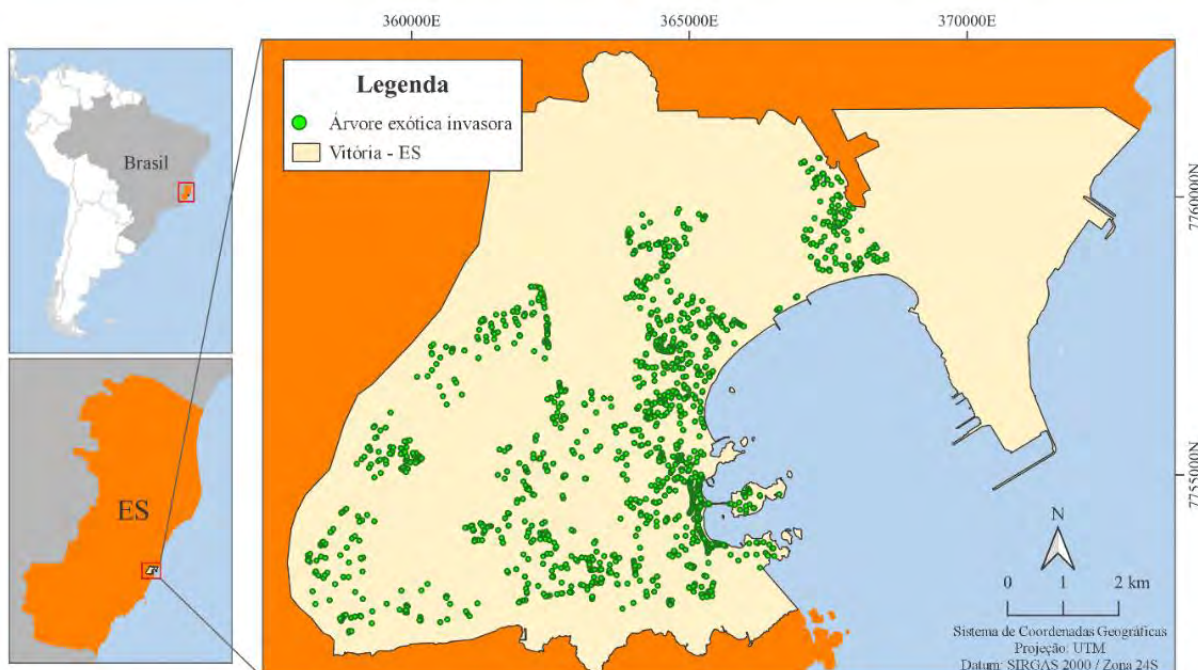 360000E
365000E
370000E
Brasil
ES
Legenda
Árvore exótica invasora
Vitória - ES
7760000N
7755000N
N
0 1 2 km
Sistema de Coordenadas Geográficas
Projeção: UTM
Datum: SIRGAS 2000 / Zona 24S